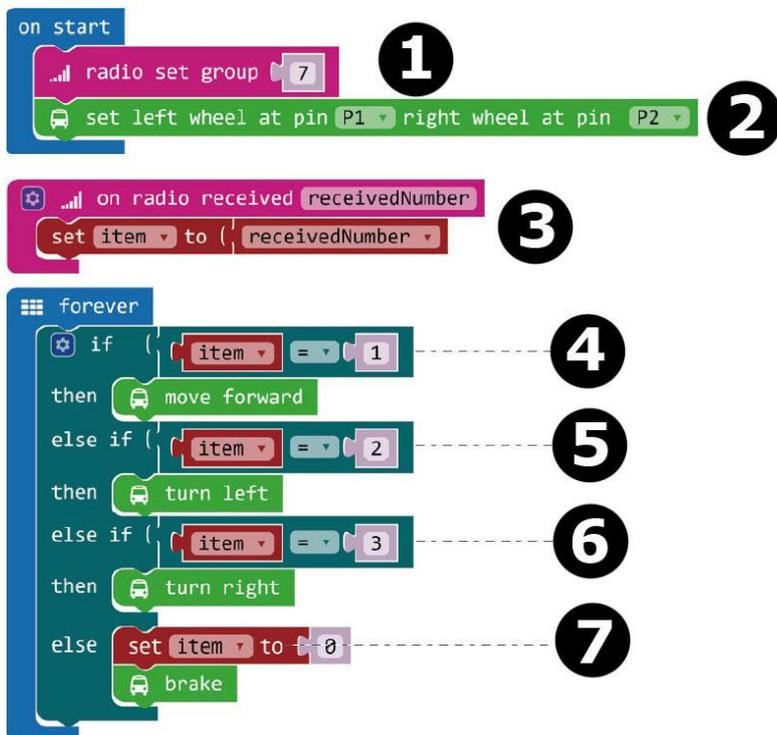 on start
radio set group 7
1
set left wheel at pin P1 right wheel at pin P2
2
on radio received receivedNumber
set item to ( receivedNumber
3
forever
if ( item = 1
4
then move forward
else if ( item = 2
5
then turn left
else if ( item = 3
6
then turn right
else set item to 0
7
brake